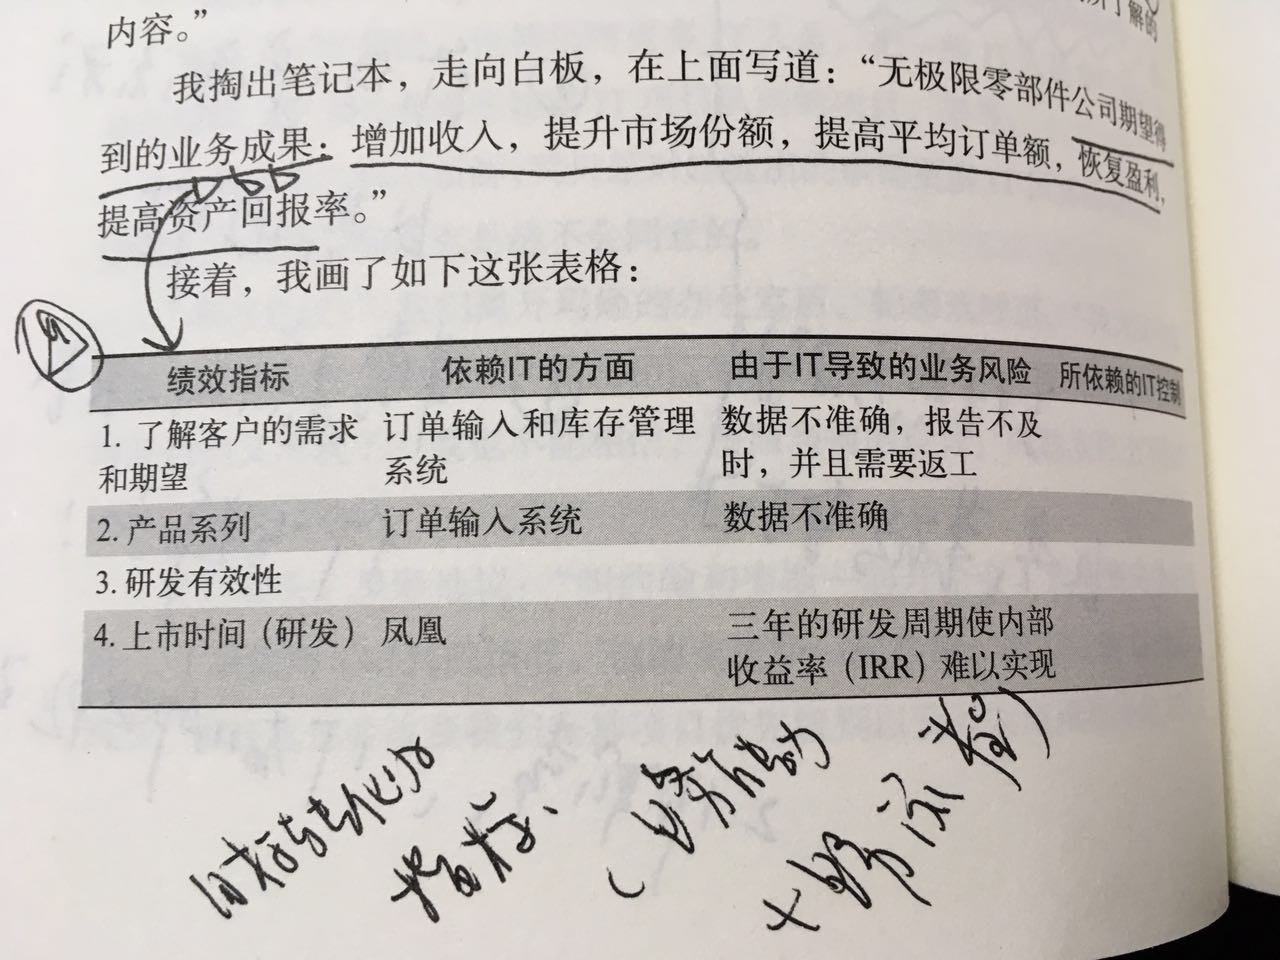 了解的
内容。”
我掏出笔记本，走向白板，在上面写道：“无极限零部件公司期望得
到的业务成果：增加收入，提升市场份额，提高平均订单额，恢复盈利，
提高资产回报率。”
接着，我画了如下这张表格：
绩效指标 依赖IT的方面 由于IT导致的业务风险 所依赖的IT控制
1. 了解客户的需求 订单输入和库存管理 数据不准确，报告不及
和期望 系统 时，并且需要返工
2. 产品系列 订单输入系统 数据不准确
3. 研发有效性
4. 上市时间（研发） 凤凰 三年的研发周期使内部
收益率（IRR）难以实现